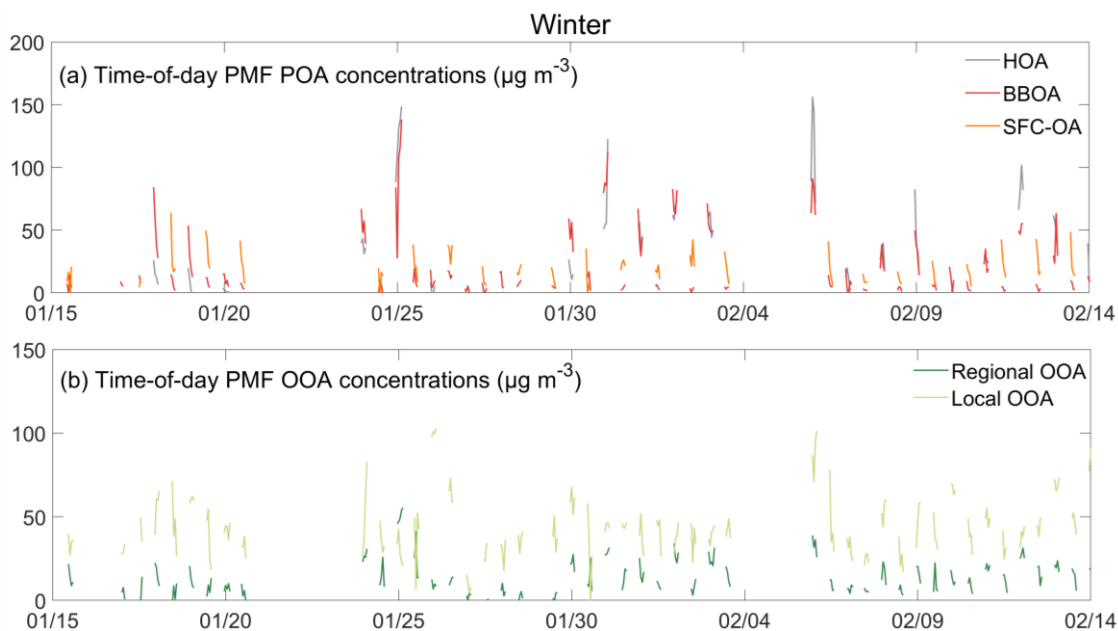 Winter
(a) Time-of-day PMF POA concentrations (µg m⁻³)
HOA
BBOA
SFC-OA
200
150
100
50
0
01/15 01/20 01/25 01/30 02/04 02/09 02/14
(b) Time-of-day PMF OOA concentrations (µg m⁻³)
Regional OOA
Local OOA
150
100
50
0
01/15 01/20 01/25 01/30 02/04 02/09 02/14